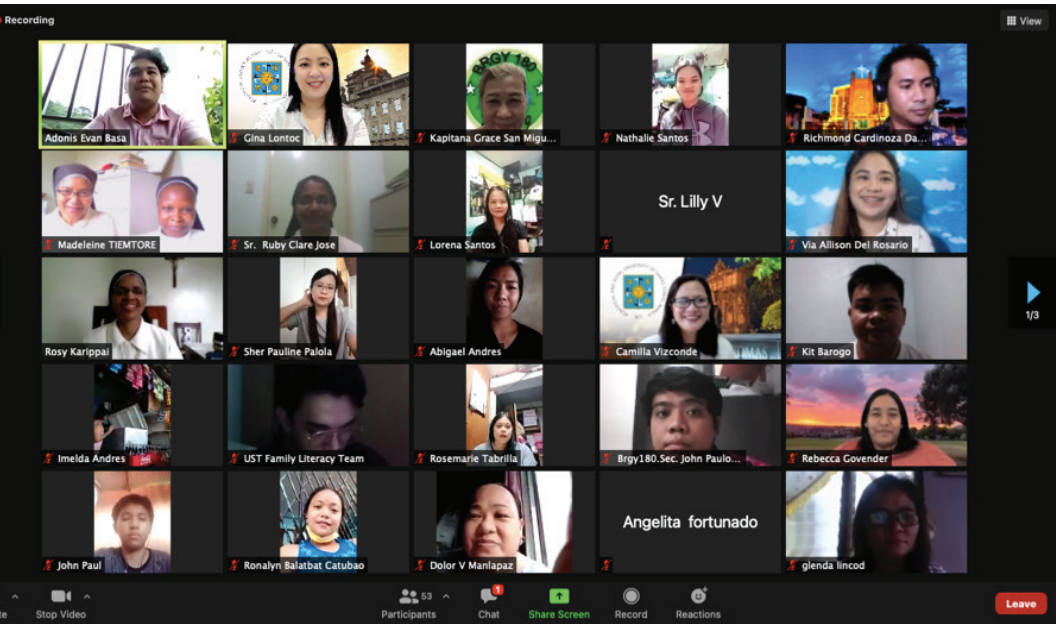 Recording
View
Adonis Evan Basa
Gina Lontoc
BRGY 180
Kapitana Grace San Migu...
Nathalie Santos
Richmond Cardinoza Da...
Madeleine TIEMTORE
Sr. Ruby Clare Jose
Lorena Santos
Sr. Lilly V
Via Allison Del Rosario
Rosy Karippai
Sher Pauline Palola
Abigael Andres
Camilla Vizconde
Kit Barogo
1/3
Imelda Andres
UST Family Literacy Team
Rosemarie Tabrilla
Brgy180.Sec. John Paulo...
Rebecca Govender
John Paul
Ronalyn Balatbat Catubao
Dolor V Manlapaz
Angelita fortunado
glenda lincod
Stop Video
53
Participants
1
Chat
Share Screen
Record
Reactions
Leave